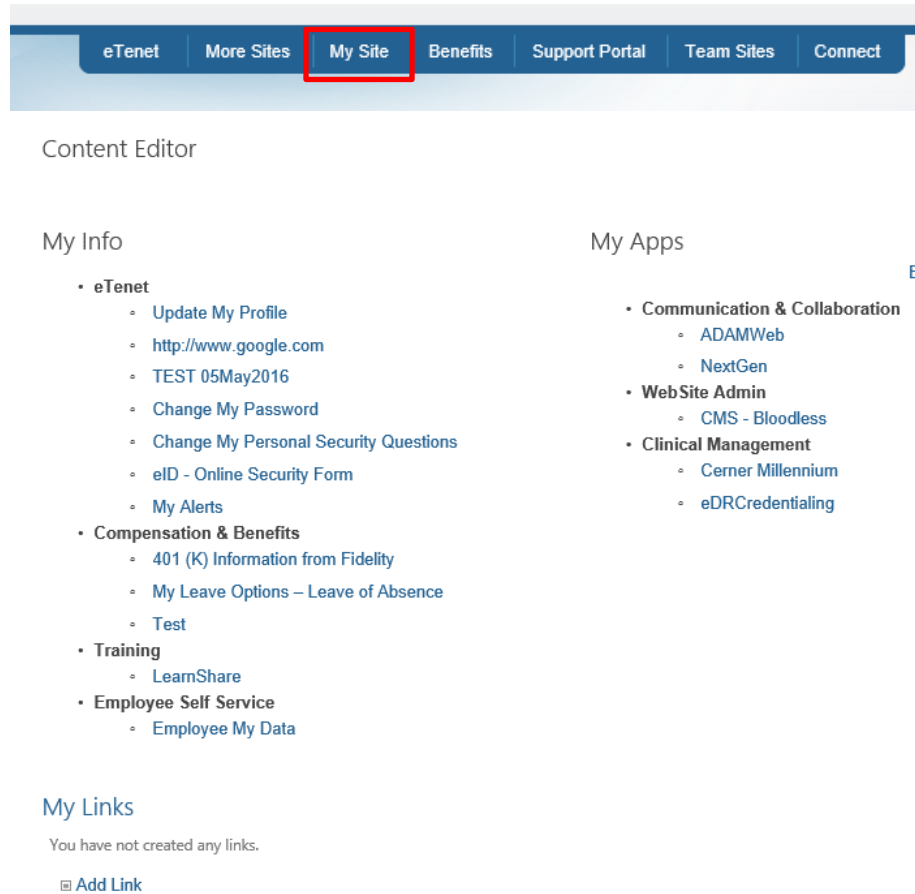 eTenet More Sites My Site Benefits Support Portal Team Sites Connect
Content Editor
My Info
• eTenet
◦ Update My Profile
◦ http://www.google.com
◦ TEST 05May2016
◦ Change My Password
◦ Change My Personal Security Questions
◦ eID - Online Security Form
◦ My Alerts
• Compensation & Benefits
◦ 401 (K) Information from Fidelity
◦ My Leave Options – Leave of Absence
◦ Test
• Training
◦ LearnShare
• Employee Self Service
◦ Employee My Data
My Apps
• Communication & Collaboration
◦ ADAMWeb
◦ NextGen
• WebSite Admin
◦ CMS - Bloodless
• Clinical Management
◦ Cerner Millennium
◦ eDRCredentialing
My Links
You have not created any links.
Add Link